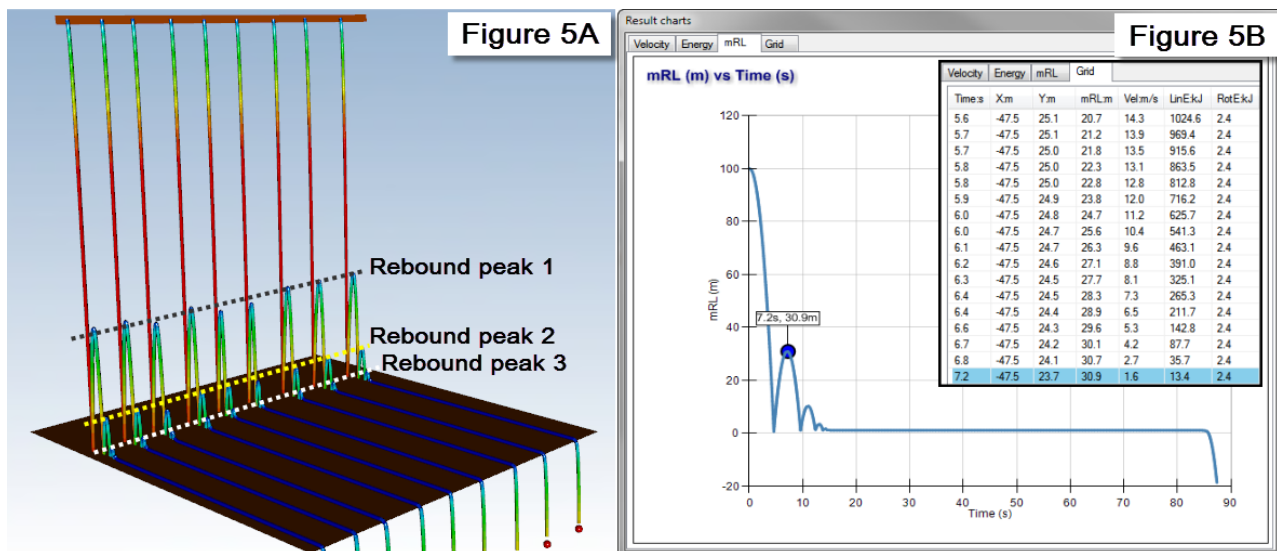 Figure 5A
Rebound peak 1
Rebound peak 2
Rebound peak 3
Result charts
Figure 5B
Velocity Energy mRL Grid
mRL (m) vs Time (s)
120
100
80
60
40
20
0
-20
mRL (m)
7.2s, 30.9m
0 10 20 30 40 50 60 70 80 90
Time (s)
Velocity Energy mRL Grid
Time:s X:m Y:m mRL:m Vel:m/s LinE:kJ RotE:kJ
5.6 -47.5 25.1 20.7 14.3 1024.6 2.4
5.7 -47.5 25.1 21.2 13.9 969.4 2.4
5.7 -47.5 25.0 21.8 13.5 915.6 2.4
5.8 -47.5 25.0 22.3 13.1 863.5 2.4
5.8 -47.5 25.0 22.8 12.8 812.8 2.4
5.9 -47.5 24.9 23.8 12.0 716.2 2.4
6.0 -47.5 24.8 24.7 11.2 625.7 2.4
6.0 -47.5 24.7 25.6 10.4 541.3 2.4
6.1 -47.5 24.7 26.3 9.6 463.1 2.4
6.2 -47.5 24.6 27.1 8.8 391.0 2.4
6.3 -47.5 24.5 27.7 8.1 325.1 2.4
6.4 -47.5 24.5 28.3 7.3 265.3 2.4
6.4 -47.5 24.4 28.9 6.5 211.7 2.4
6.6 -47.5 24.3 29.6 5.3 142.8 2.4
6.7 -47.5 24.2 30.1 4.2 87.7 2.4
6.8 -47.5 24.1 30.7 2.7 35.7 2.4
7.2 -47.5 23.7 30.9 1.6 13.4 2.4